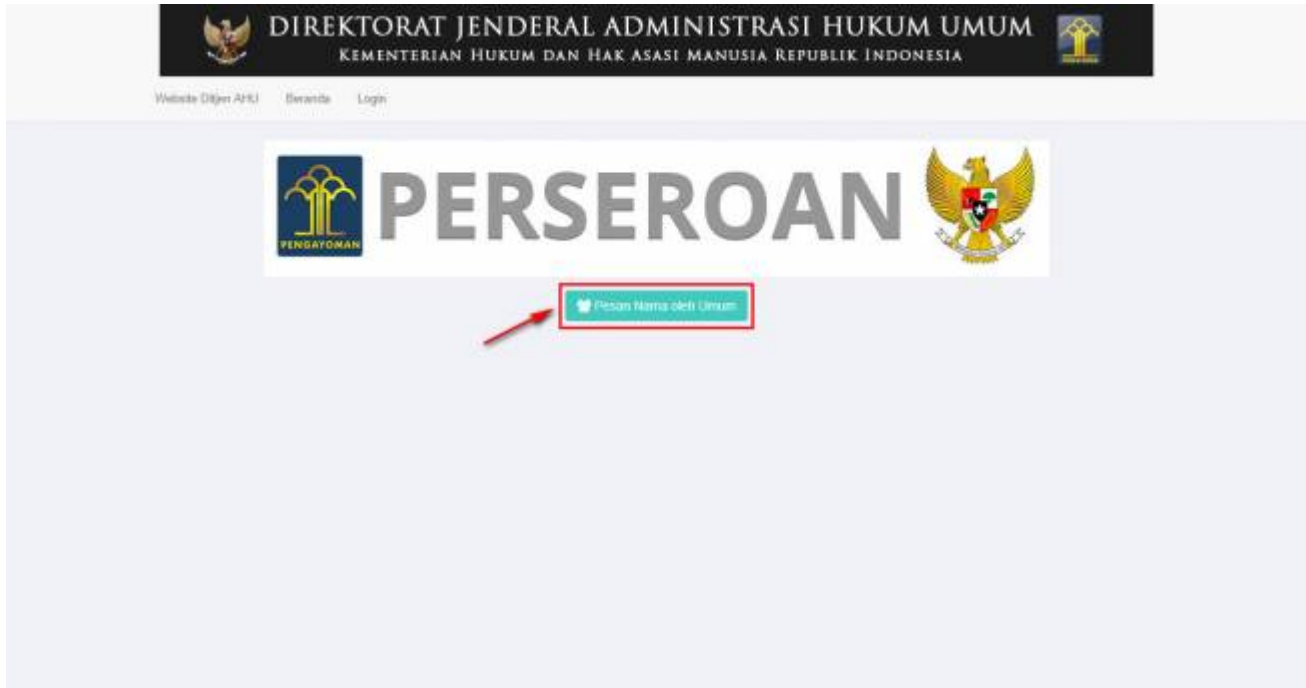 DIREKTORAT JENDERAL ADMINISTRASI HUKUM UMUM
KEMENTERIAN HUKUM DAN HAK ASASI MANUSIA REPUBLIK INDONESIA
Website Ditjen AHU Beranda Login
PERSEROAN
PENGAYOMAN
Pesan Nama oleh Umum